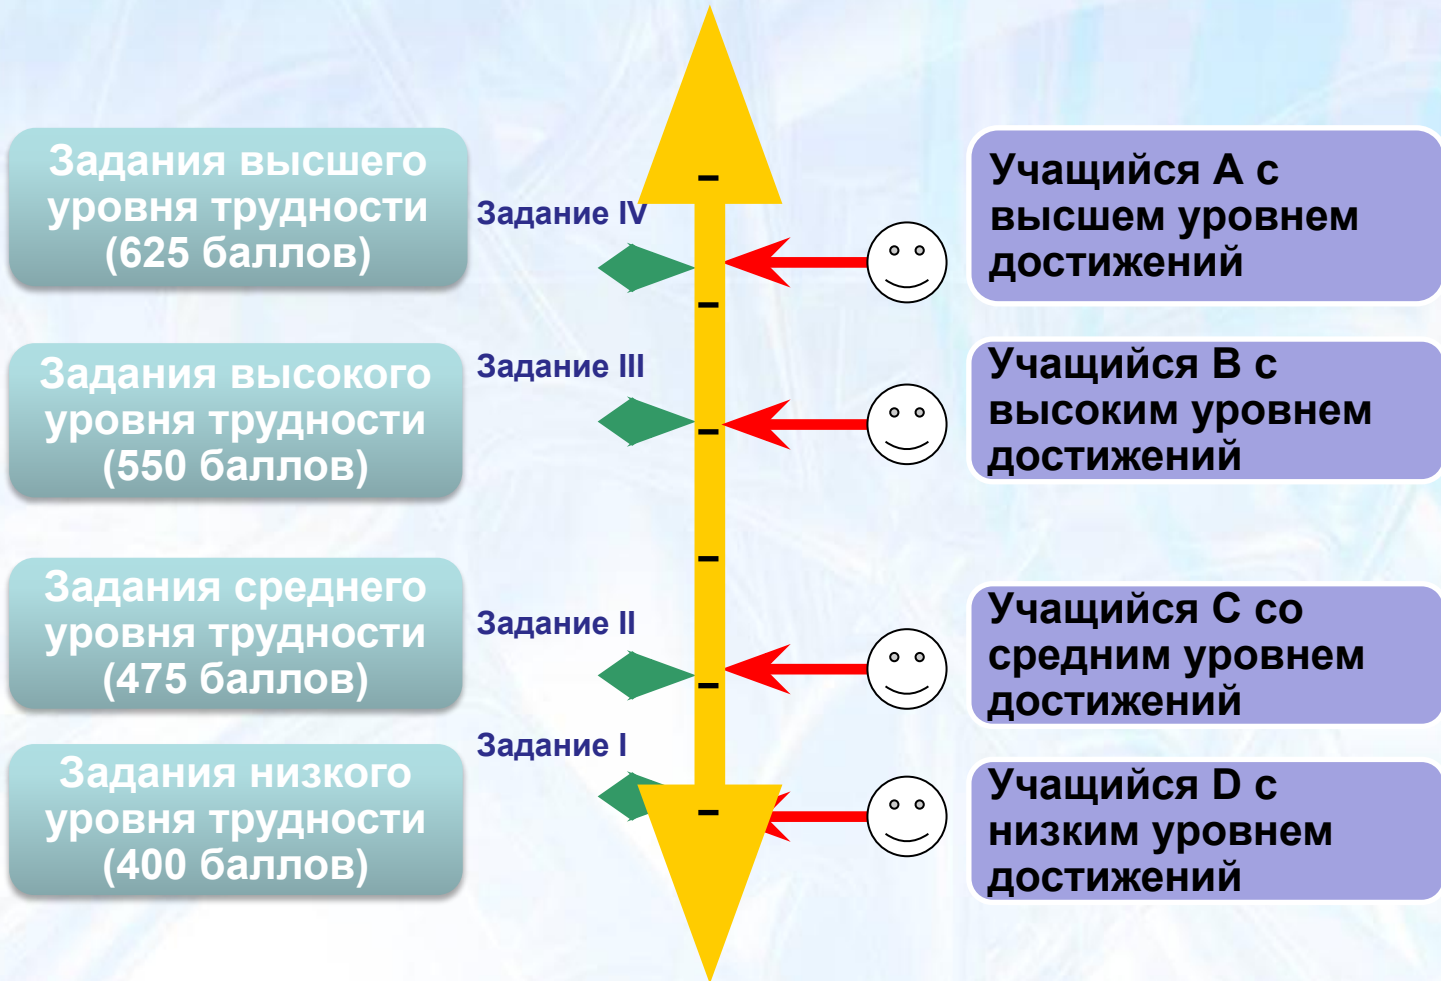 Задания высшего
уровня трудности
(625 баллов)
Задание IV
Учащийся А с
высшем уровнем
достижений
Задания высокого
уровня трудности
(550 баллов)
Задание III
Учащийся В с
высоким уровнем
достижений
Задания среднего
уровня трудности
(475 баллов)
Задание II
Учащийся С со
средним уровнем
достижений
Задания низкого
уровня трудности
(400 баллов)
Задание I
Учащийся D с
низким уровнем
достижений